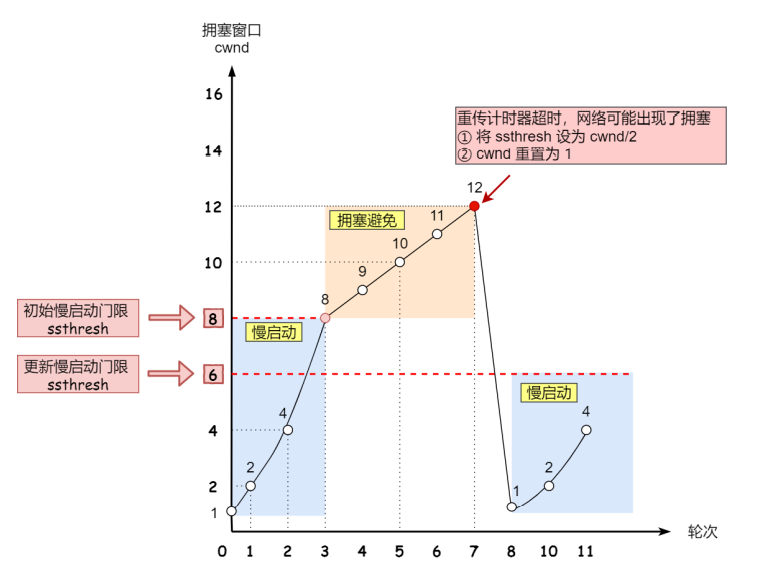 拥塞窗口
cwnd
16
重传计时器超时，网络可能出现了拥塞
① 将 ssthresh 设为 cwnd/2
② cwnd 重置为 1
14
12
12
拥塞避免
11
10
10
9
8
初始慢启动门限
ssthresh
8
慢启动
更新慢启动门限
ssthresh
6
慢启动
4
4
4
2
2
2
1
1
轮次
0 1 2 3 4 5 6 7 8 10 11